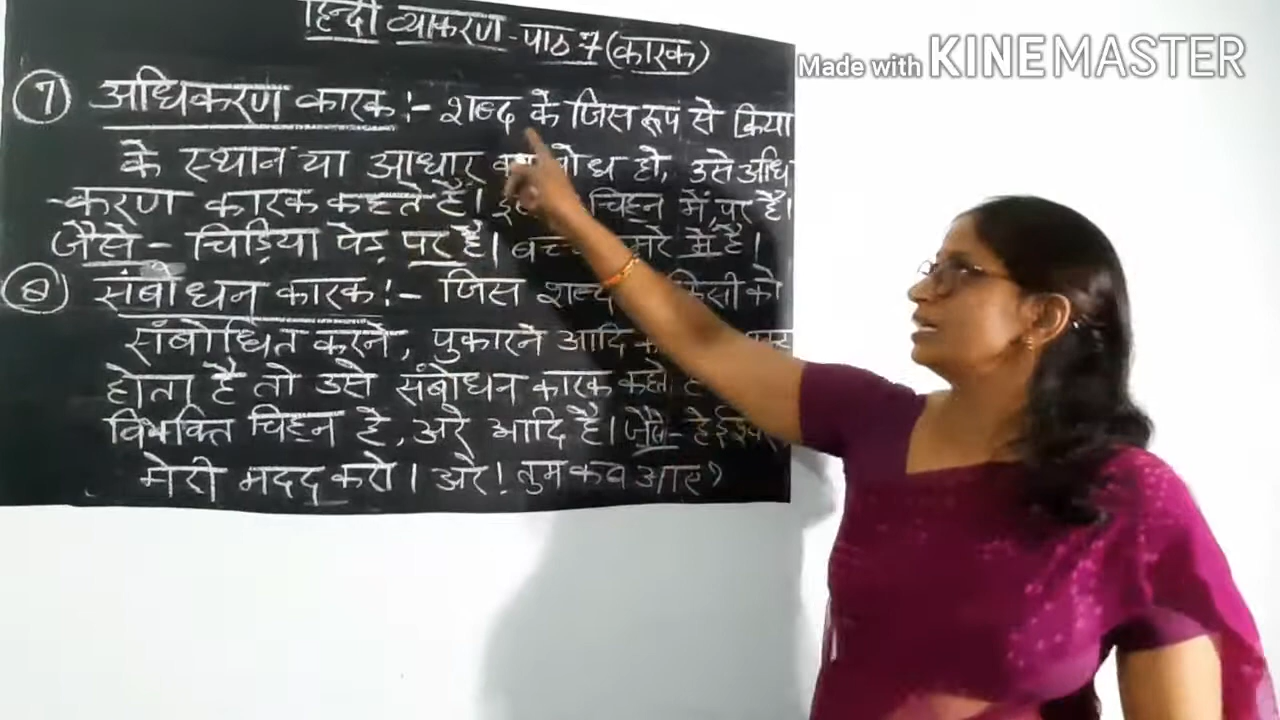 हिन्दी व्याकरण - पाठ 7 (कारक)
Made with KINEMASTER
7 अधिकरण कारक :- शब्द के जिस रूप से क्रिया
के स्थान या आधार बोध हो, उसे अधि
-करण कारक कहते हैं। चिह्न में, पर है।
जैसे - चिड़िया पेड़ पर है। में है।
8 संबोधन कारक :- जिस शब्द किसी को
संबोधित करने, पुकारने आदि
होता है तो उसे संबोधन कारक कहते
विभक्ति चिह्न हे, अरे आदि है। जैसे - हे ईश्वर
मेरी मदद करो। अरे! तुम कब आए?